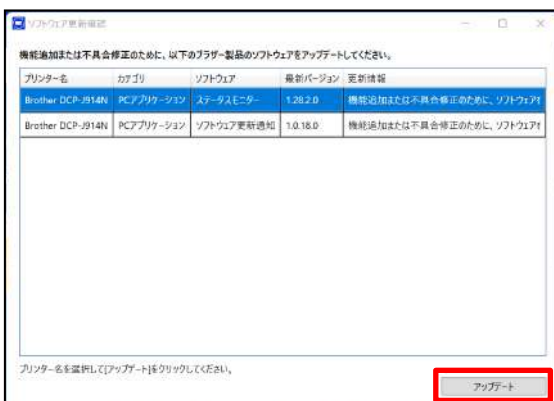 ソフトウェア更新確認
機能追加または不具合修正のために、以下のブラザー製品のソフトウェアをアップデートしてください。
プリンター名 カテゴリ ソフトウェア 最新バージョン 更新情報
Brother DCP-J914N PCアプリケーション ステータスモニター 1.28.2.0 機能追加または不具合修正のために、ソフトウェアを
Brother DCP-J914N PCアプリケーション ソフトウェア更新通知 1.0.18.0 機能追加または不具合修正のために、ソフトウェアを
プリンター名を選択して[アップデート]をクリックしてください。
アップデート